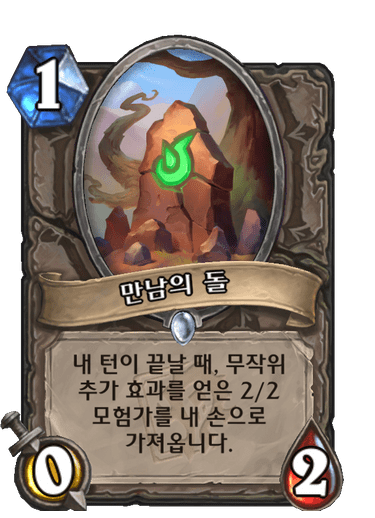 1
만남의 돌
내 턴이 끝날 때, 무작위
추가 효과를 얻은 2/2
모험가를 내 손으로
가져옵니다.
0
2